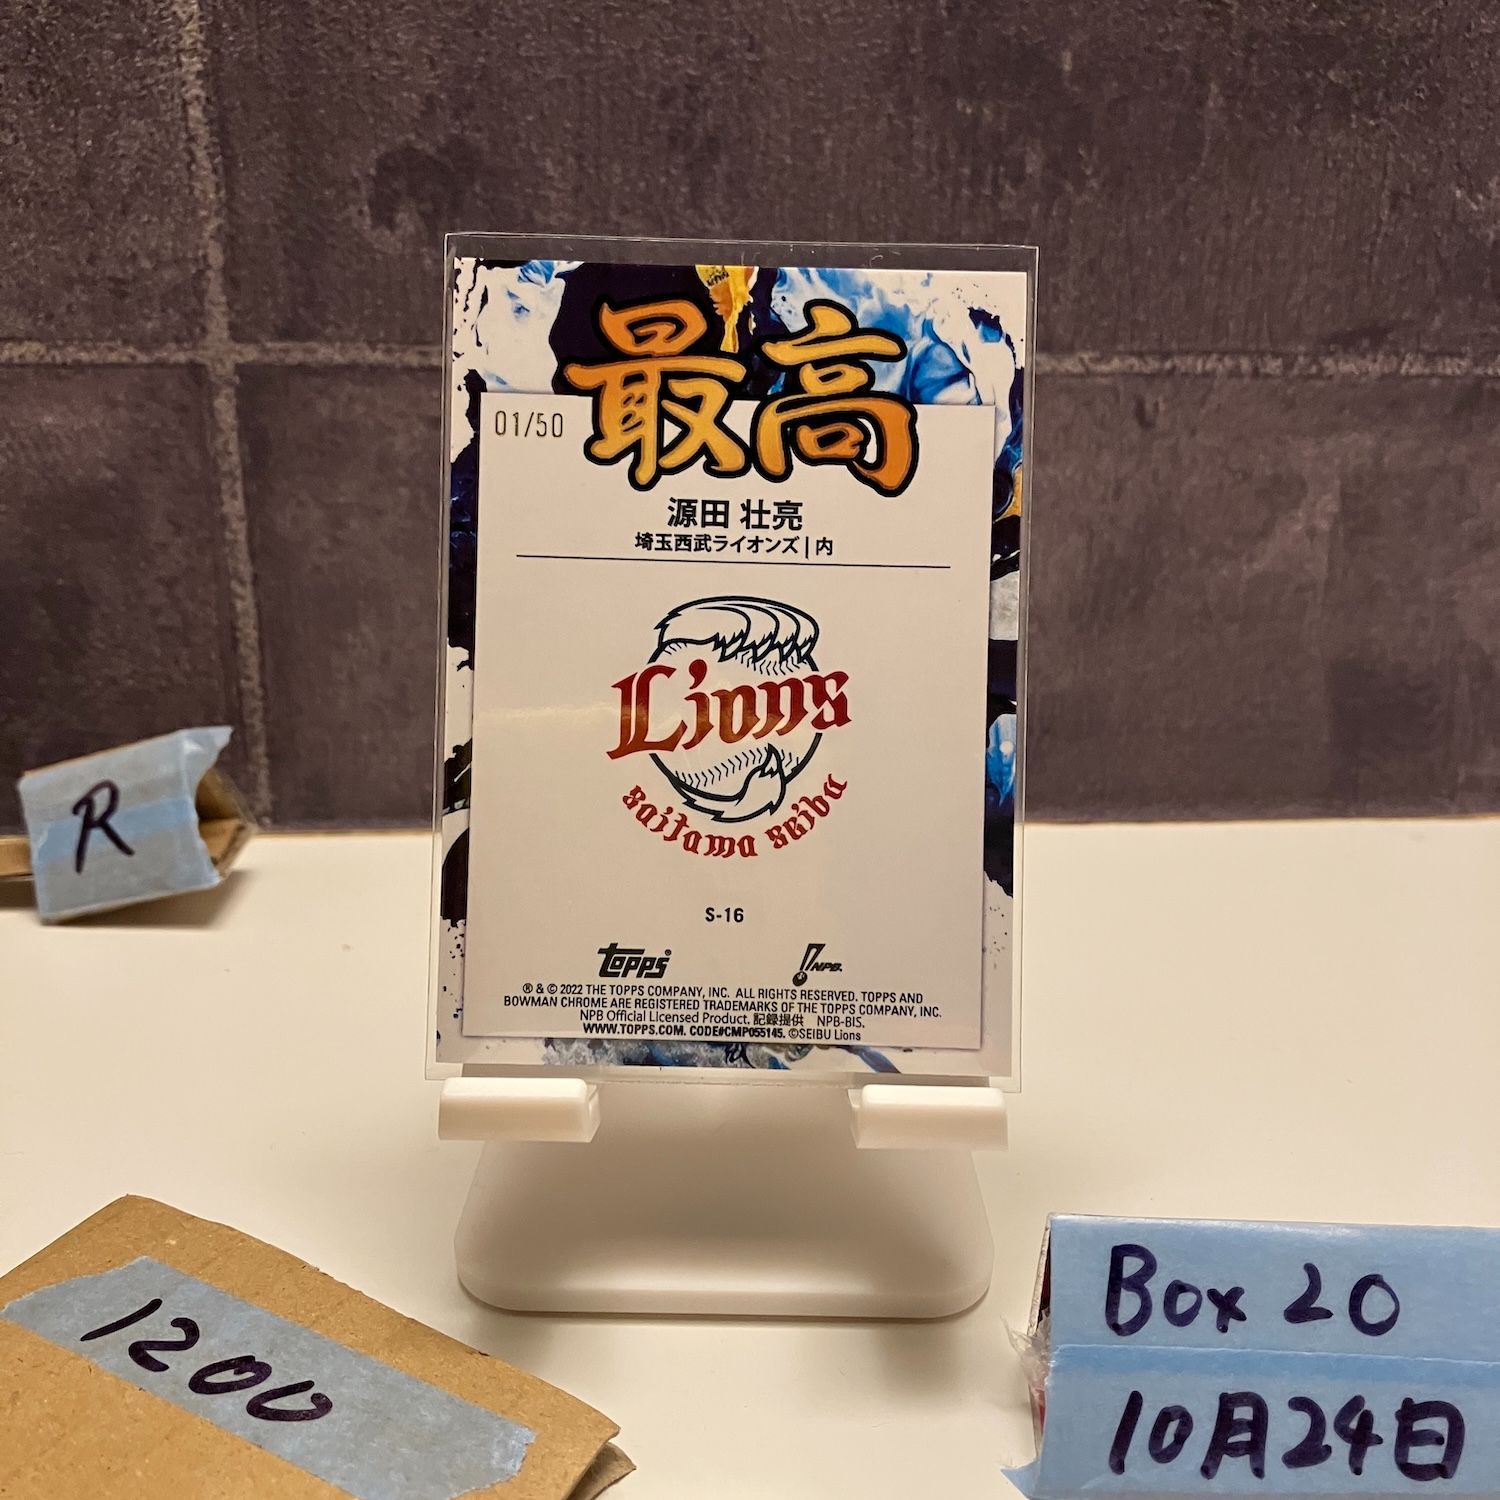 最高
01/50
源田 壮亮
埼玉西武ライオンズ | 内
Lions
Saitama Seibu
S-16
TOPPS®
NPB.
® & © 2022 THE TOPPS COMPANY, INC. ALL RIGHTS RESERVED. TOPPS AND
BOWMAN CHROME ARE REGISTERED TRADEMARKS OF THE TOPPS COMPANY, INC.
NPB Official Licensed Product. 記録提供 NPB-BIS.
WWW.TOPPS.COM. CODE#CMP055145. ©SEIBU Lions
R
1200
Box 20
10月24日